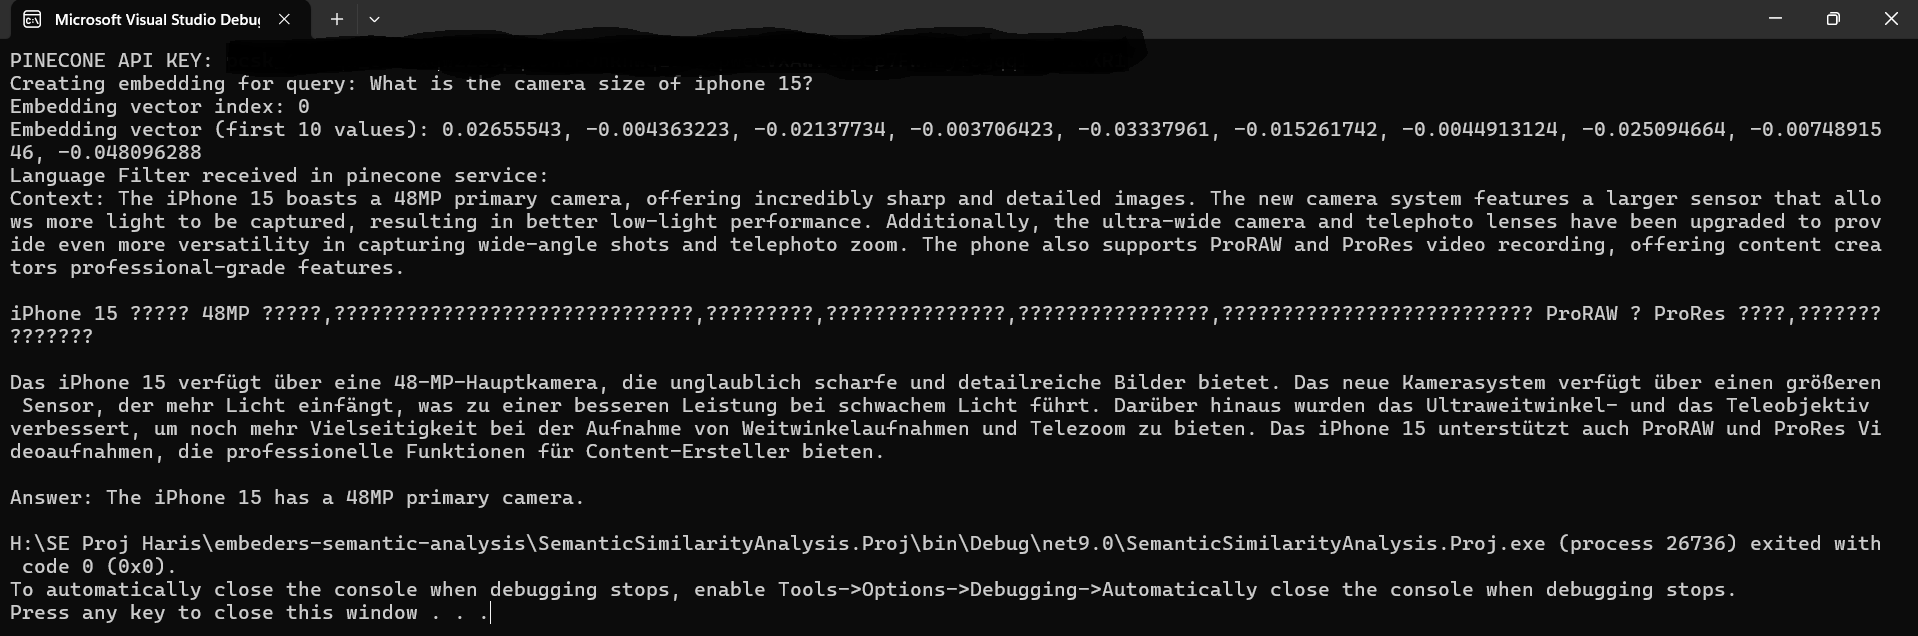 Microsoft Visual Studio Debug
PINECONE API KEY:
Creating embedding for query: What is the camera size of iphone 15?
Embedding vector index: 0
Embedding vector (first 10 values): 0.02655543, -0.004363223, -0.02137734, -0.003706423, -0.03337961, -0.015261742, -0.0044913124, -0.025094664, -0.00748915
46, -0.048096288
Language Filter received in pinecone service:
Context: The iPhone 15 boasts a 48MP primary camera, offering incredibly sharp and detailed images. The new camera system features a larger sensor that allo
ws more light to be captured, resulting in better low-light performance. Additionally, the ultra-wide camera and telephoto lenses have been upgraded to prov
ide even more versatility in capturing wide-angle shots and telephoto zoom. The phone also supports ProRAW and ProRes video recording, offering content crea
tors professional-grade features.
iPhone 15 ????? 48MP ?????,??????????????????????????????,?????????,???????????????,????????????????,?????????????????????????? ProRAW ? ProRes ????,???????
???????
Das iPhone 15 verfügt über eine 48-MP-Hauptkamera, die unglaublich scharfe und detailreiche Bilder bietet. Das neue Kamerasystem verfügt über einen größeren
Sensor, der mehr Licht einfängt, was zu einer besseren Leistung bei schwachem Licht führt. Darüber hinaus wurden das Ultraweitwinkel- und das Teleobjektiv
verbessert, um noch mehr Vielseitigkeit bei der Aufnahme von Weitwinkelaufnahmen und Telezoom zu bieten. Das iPhone 15 unterstützt auch ProRAW und ProRes Vi
deoaufnahmen, die professionelle Funktionen für Content-Ersteller bieten.
Answer: The iPhone 15 has a 48MP primary camera.
H:\SE Proj Haris\embeders-semantic-analysis\SemanticSimilarityAnalysis.Proj\bin\Debug\net9.0\SemanticSimilarityAnalysis.Proj.exe (process 26736) exited with
code 0 (0x0).
To automatically close the console when debugging stops, enable Tools->Options->Debugging->Automatically close the console when debugging stops.
Press any key to close this window . . .